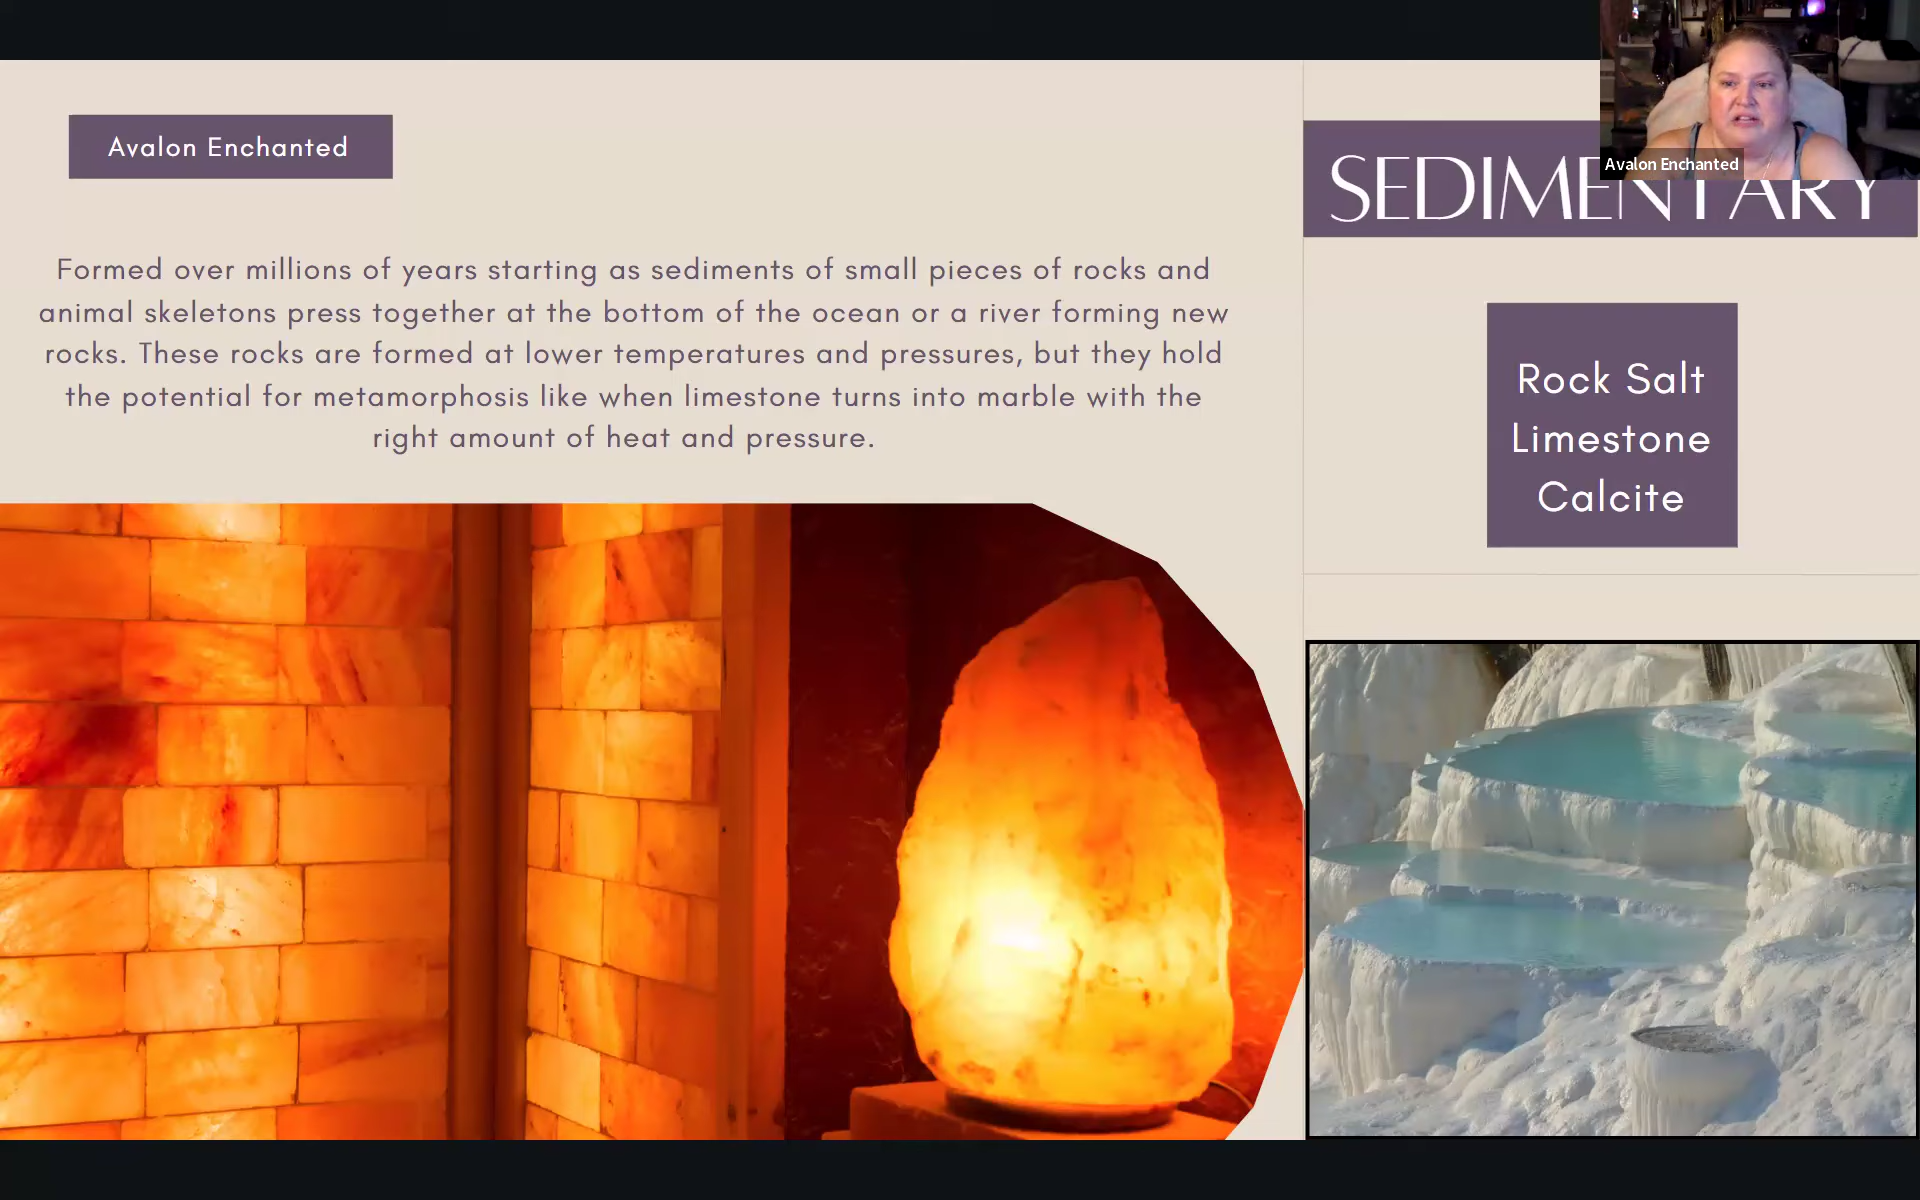 Avalon Enchanted
Formed over millions of years starting as sediments of small pieces of rocks and
animal skeletons press together at the bottom of the ocean or a river forming new
rocks. These rocks are formed at lower temperatures and pressures, but they hold
the potential for metamorphosis like when limestone turns into marble with the
right amount of heat and pressure.
SEDIMENTARY
Avalon Enchanted
Rock Salt
Limestone
Calcite